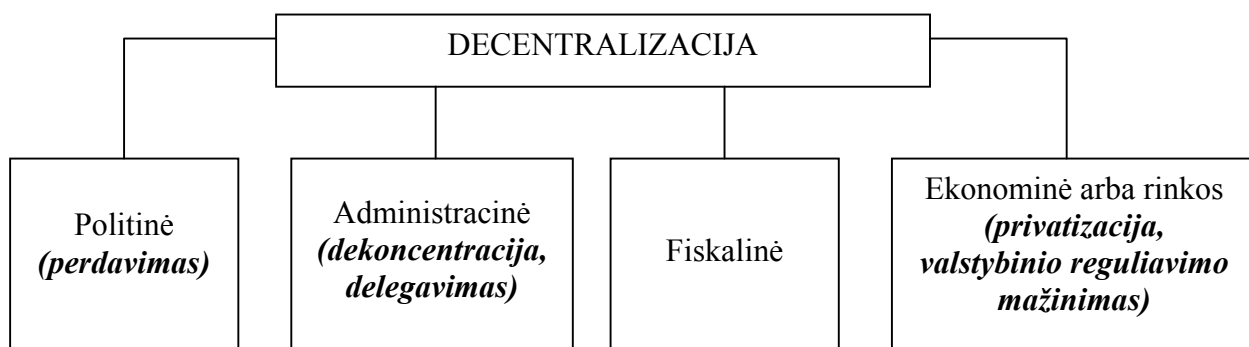 DECENTRALIZACIJA
Politinė
(perdavimas)
Administracinė
(dekoncentracija,
delegavimas)
Fiskalinė
Ekonominė arba rinkos
(privatizacija,
valstybinio reguliavimo
mažinimas)